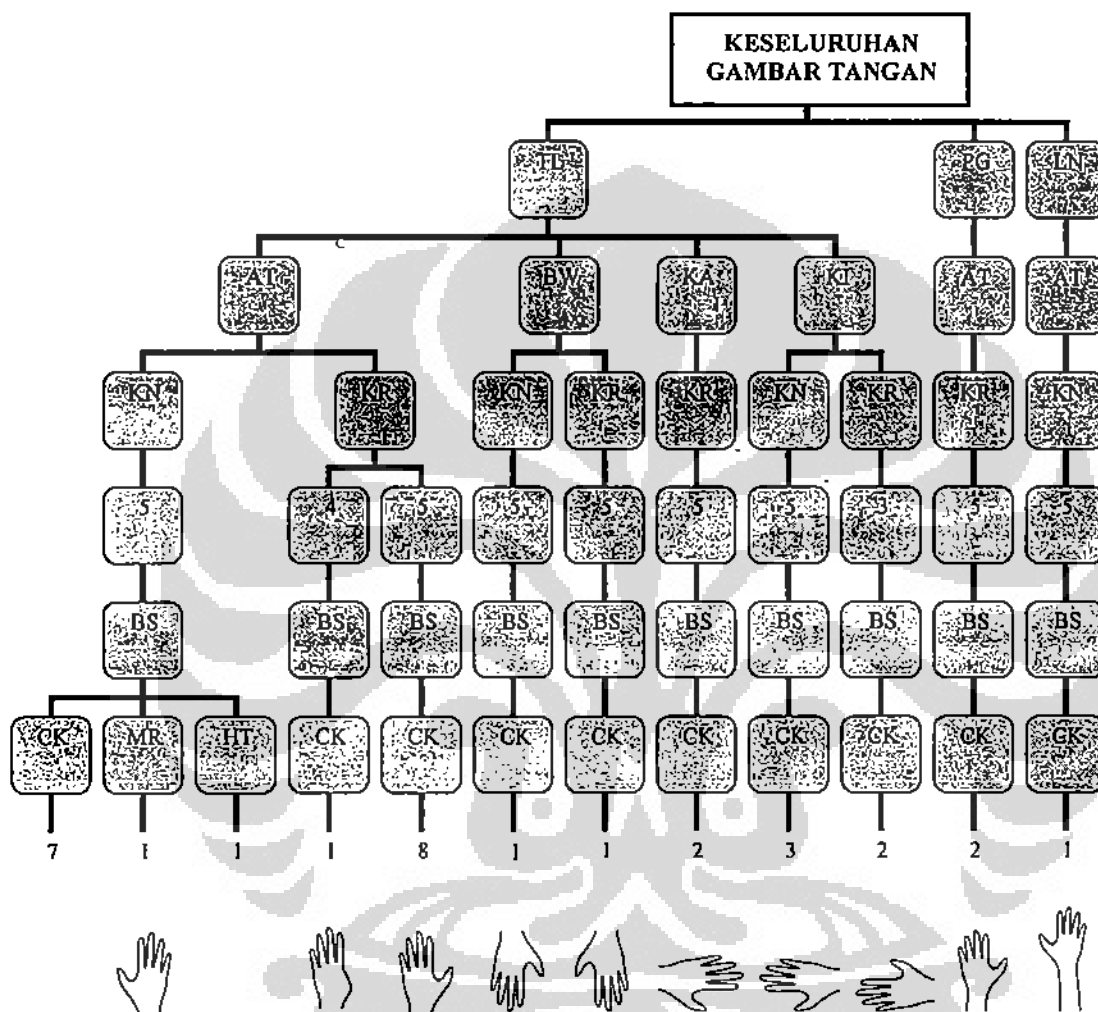 KESELURUHAN
GAMBAR TANGAN
TL PG LN
AT BW KA KI AT AT
KN KR KN KR KR KN KR KR KN
5 4 5 5 5 5 5 5 5 5
BS BS BS BS BS BS BS BS BS BS
CK MR HT CK CK CK CK CK CK CK CK CK
7 1 1 1 8 1 1 2 3 2 2 1